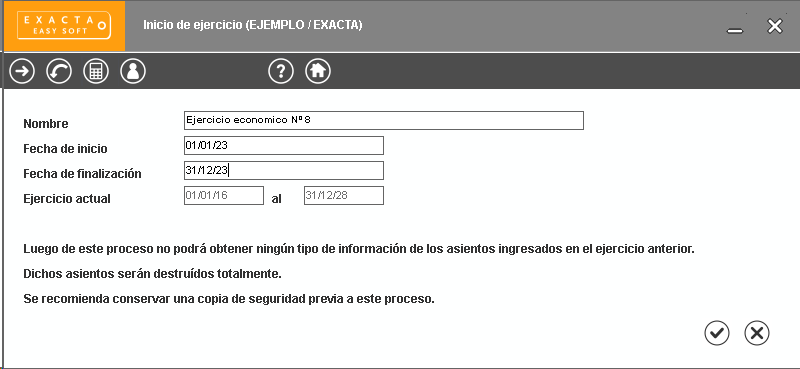 EXACTA
EASY SOFT
Inicio de ejercicio (EJEMPLO / EXACTA)
Nombre Ejercicio economico Nº 8
Fecha de inicio 01/01/23
Fecha de finalización 31/12/23
Ejercicio actual 01/01/16 al 31/12/28
Luego de este proceso no podrá obtener ningún tipo de información de los asientos ingresados en el ejercicio anterior.
Dichos asientos serán destruídos totalmente.
Se recomienda conservar una copia de seguridad previa a este proceso.